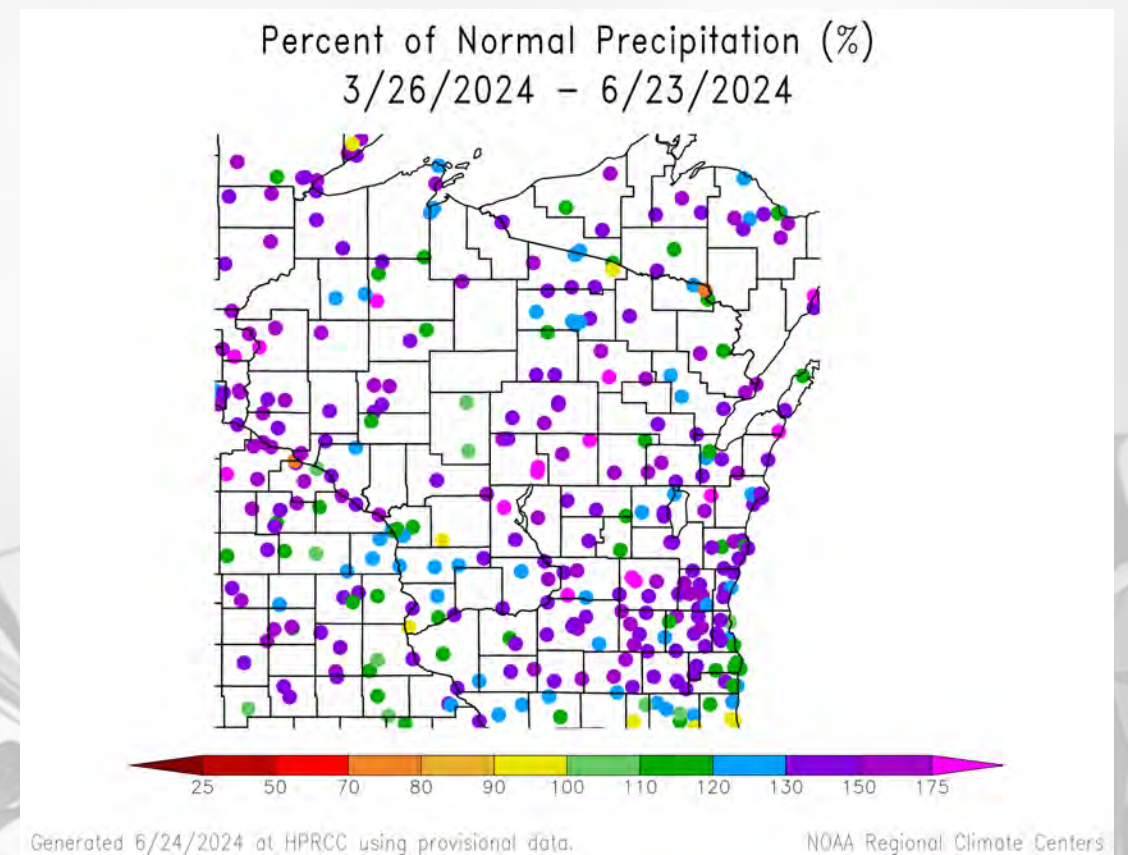 Percent of Normal Precipitation (%)
3/26/2024 – 6/23/2024
25 50 70 80 90 100 110 120 130 150 175
Generated 6/24/2024 at HPRCC using provisional data. NOAA Regional Climate Centers